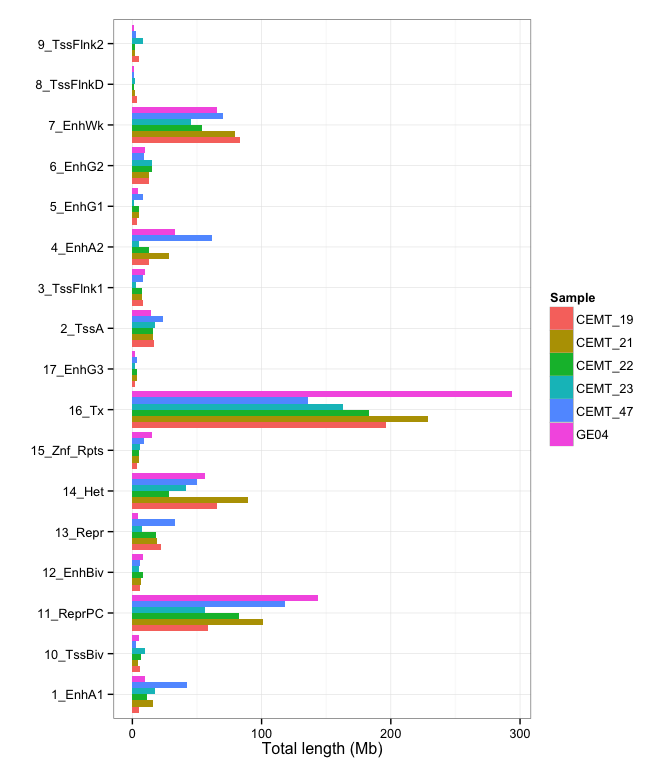 9_TssFlnk2
8_TssFlnkD
7_EnhWk
6_EnhG2
5_EnhG1
4_EnhA2
3_TssFlnk1
2_TssA
17_EnhG3
16_Tx
15_Znf_Rpts
14_Het
13_Repr
12_EnhBiv
11_ReprPC
10_TssBiv
1_EnhA1
0 100 200 300
Total length (Mb)
Sample
CEMT_19
CEMT_21
CEMT_22
CEMT_23
CEMT_47
GE04